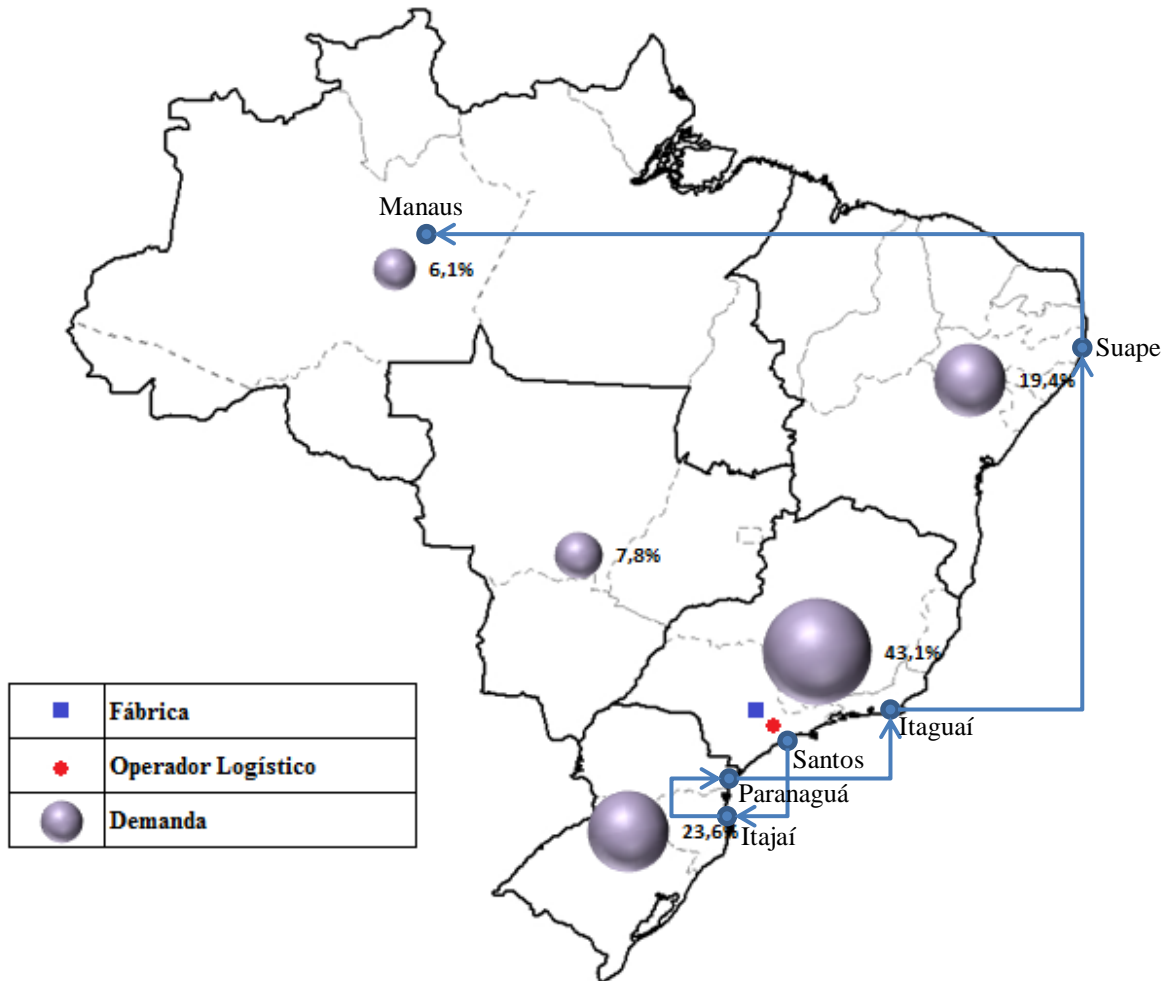 Manaus
6,1%
Suape
19,4%
7,8%
43,1%
Fábrica
Itaguaí
Operador Logístico
Santos
Paranaguá
Demanda
23,6%
Itajaí